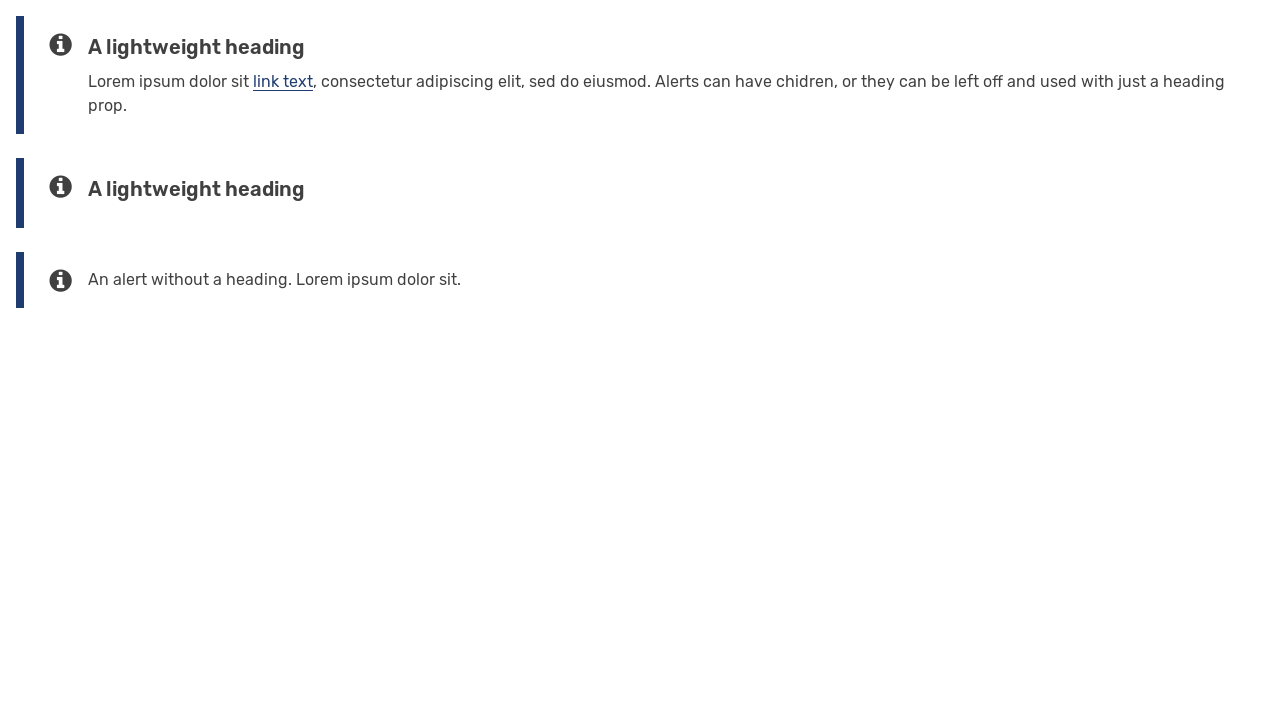 A lightweight heading
Lorem ipsum dolor sit link text, consectetur adipiscing elit, sed do eiusmod. Alerts can have chidren, or they can be left off and used with just a heading
prop.
A lightweight heading
An alert without a heading. Lorem ipsum dolor sit.